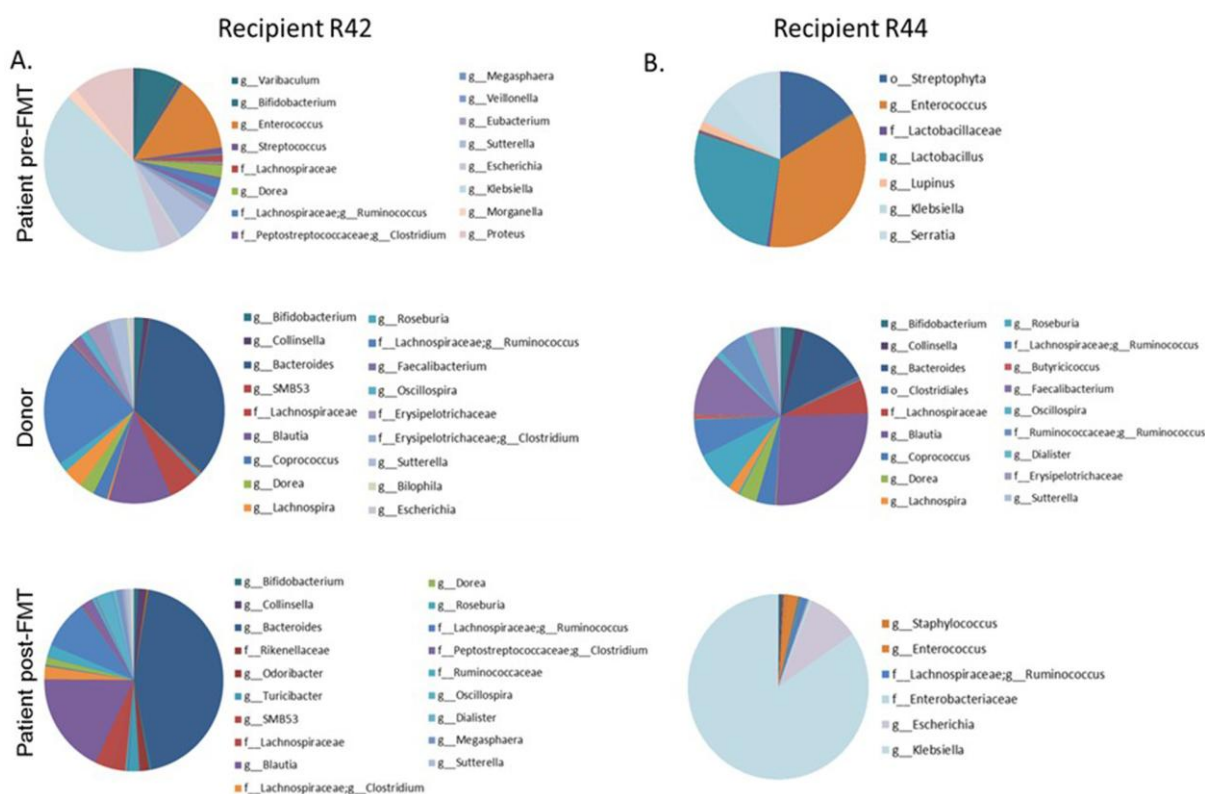 Recipient R42
Recipient R44
A.
B.
Patient pre-FMT
g__Varibaculum
g__Bifidobacterium
g__Enterococcus
g__Streptococcus
f__Lachnospiraceae
g__Dorea
f__Lachnospiraceae;g__Ruminococcus
f__Peptostreptococcaceae;g__Clostridium
g__Megasphaera
g__Veillonella
g__Eubacterium
g__Sutterella
g__Escherichia
g__Klebsiella
g__Morganella
g__Proteus
o__Streptophyta
g__Enterococcus
f__Lactobacillaceae
g__Lactobacillus
g__Lupinus
g__Klebsiella
g__Serratia
Donor
g__Bifidobacterium
g__Collinsella
g__Bacteroides
g__SMB53
f__Lachnospiraceae
g__Blautia
g__Coprococcus
g__Dorea
g__Lachnospira
g__Roseburia
f__Lachnospiraceae;g__Ruminococcus
g__Faecalibacterium
g__Oscillospira
f__Erysipelotrichaceae
f__Erysipelotrichaceae;g__Clostridium
g__Sutterella
g__Bilophila
g__Escherichia
g__Bifidobacterium
g__Collinsella
g__Bacteroides
o__Clostridiales
f__Lachnospiraceae
g__Blautia
g__Coprococcus
g__Dorea
g__Lachnospira
g__Roseburia
f__Lachnospiraceae;g__Ruminococcus
g__Butyricicoccus
g__Faecalibacterium
g__Oscillospira
f__Ruminococcaceae;g__Ruminococcus
g__Dialister
f__Erysipelotrichaceae
g__Sutterella
Patient post-FMT
g__Bifidobacterium
g__Collinsella
g__Bacteroides
f__Rikenellaceae
g__Odoribacter
g__Turicibacter
g__SMB53
f__Lachnospiraceae
g__Blautia
f__Lachnospiraceae;g__Clostridium
g__Dorea
g__Roseburia
f__Lachnospiraceae;g__Ruminococcus
f__Peptostreptococcaceae;g__Clostridium
f__Ruminococcaceae
g__Oscillospira
g__Dialister
g__Megasphaera
g__Sutterella
g__Staphylococcus
g__Enterococcus
f__Lachnospiraceae;g__Ruminococcus
f__Enterobacteriaceae
g__Escherichia
g__Klebsiella